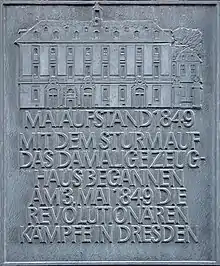 MAIAUFSTAND 1849
MIT DEM STURM AUF
DAS DAMALIGE ZEUG-
HAUS BEGANNEN
AM 3. MAI 1849 DIE
REVOLUTIONÄREN
KÄMPFE IN DRESDEN